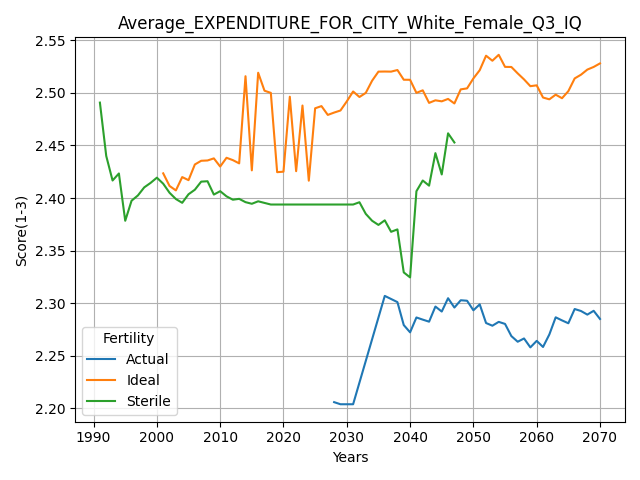 Average_EXPENDITURE_FOR_CITY_White_Female_Q3_IQ
2.55
2.50
2.45
2.40
2.35
2.30
2.25
2.20
Score(1-3)
Fertility
Actual
Ideal
Sterile
1990 2000 2010 2020 2030 2040 2050 2060 2070
Years